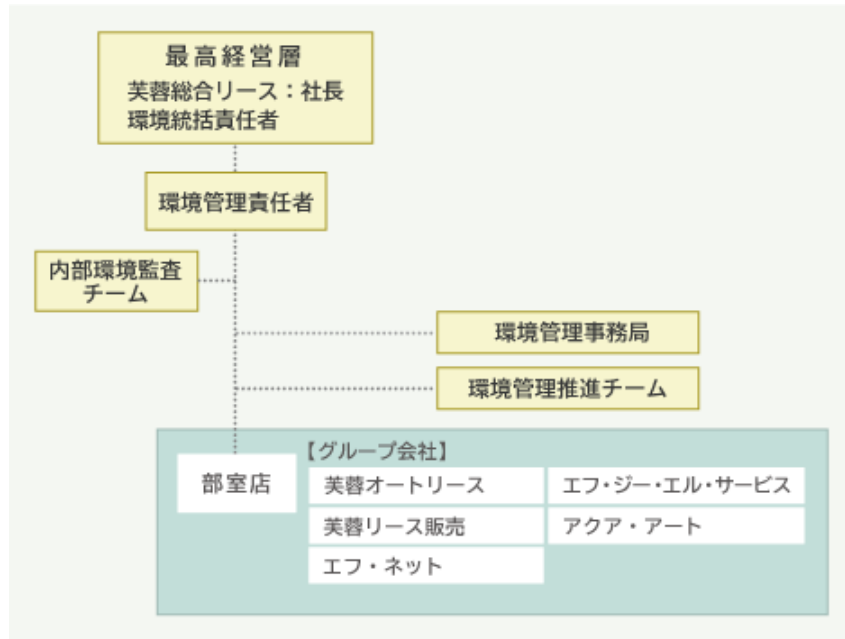 最高経営層
芙蓉総合リース：社長
環境統括責任者
環境管理責任者
内部環境監査
チーム
環境管理事務局
環境管理推進チーム
【グループ会社】
部室店
芙蓉オートリース
エフ・ジー・エル・サービス
芙蓉リース販売
アクア・アート
エフ・ネット